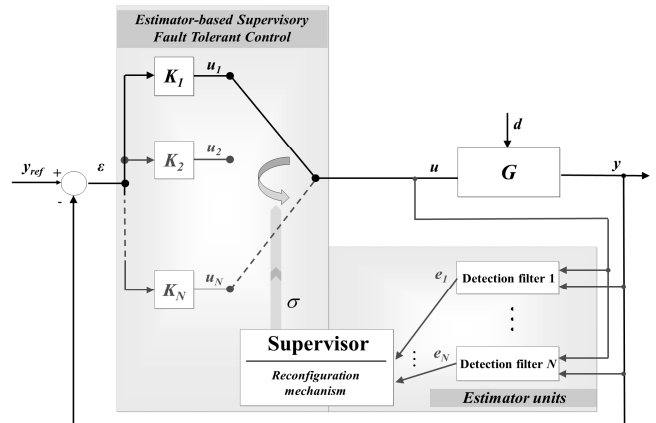 Estimator-based Supervisory
Fault Tolerant Control
K1 u1
yref + ε K2 u2
-
KN uN
d
u G y
σ
e1 Detection filter 1
eN Detection filter N
Supervisor
Reconfiguration
mechanism
Estimator units